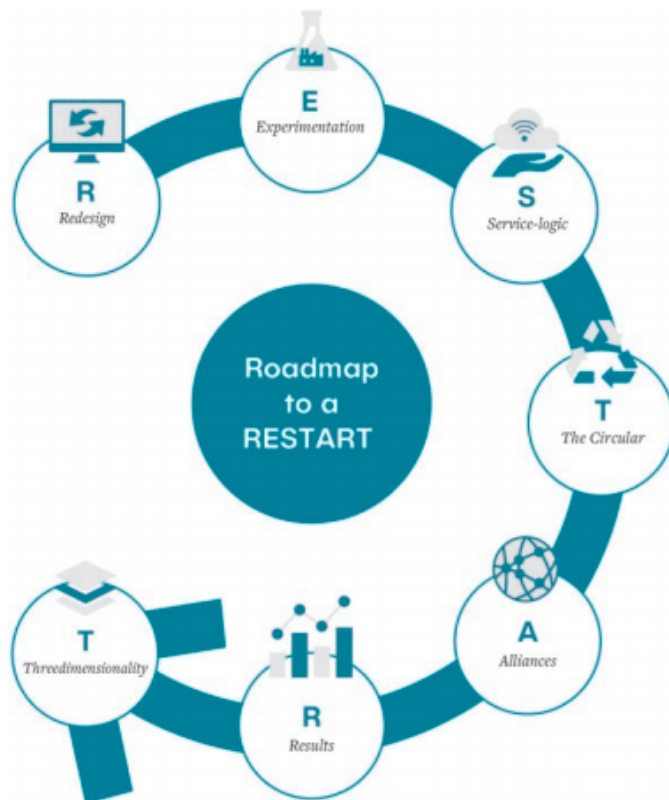 E
Experimentation
R
Redesign
S
Service-logic
Roadmap
to a
RESTART
T
The Circular
A
Alliances
T
Threedimensionality
R
Results